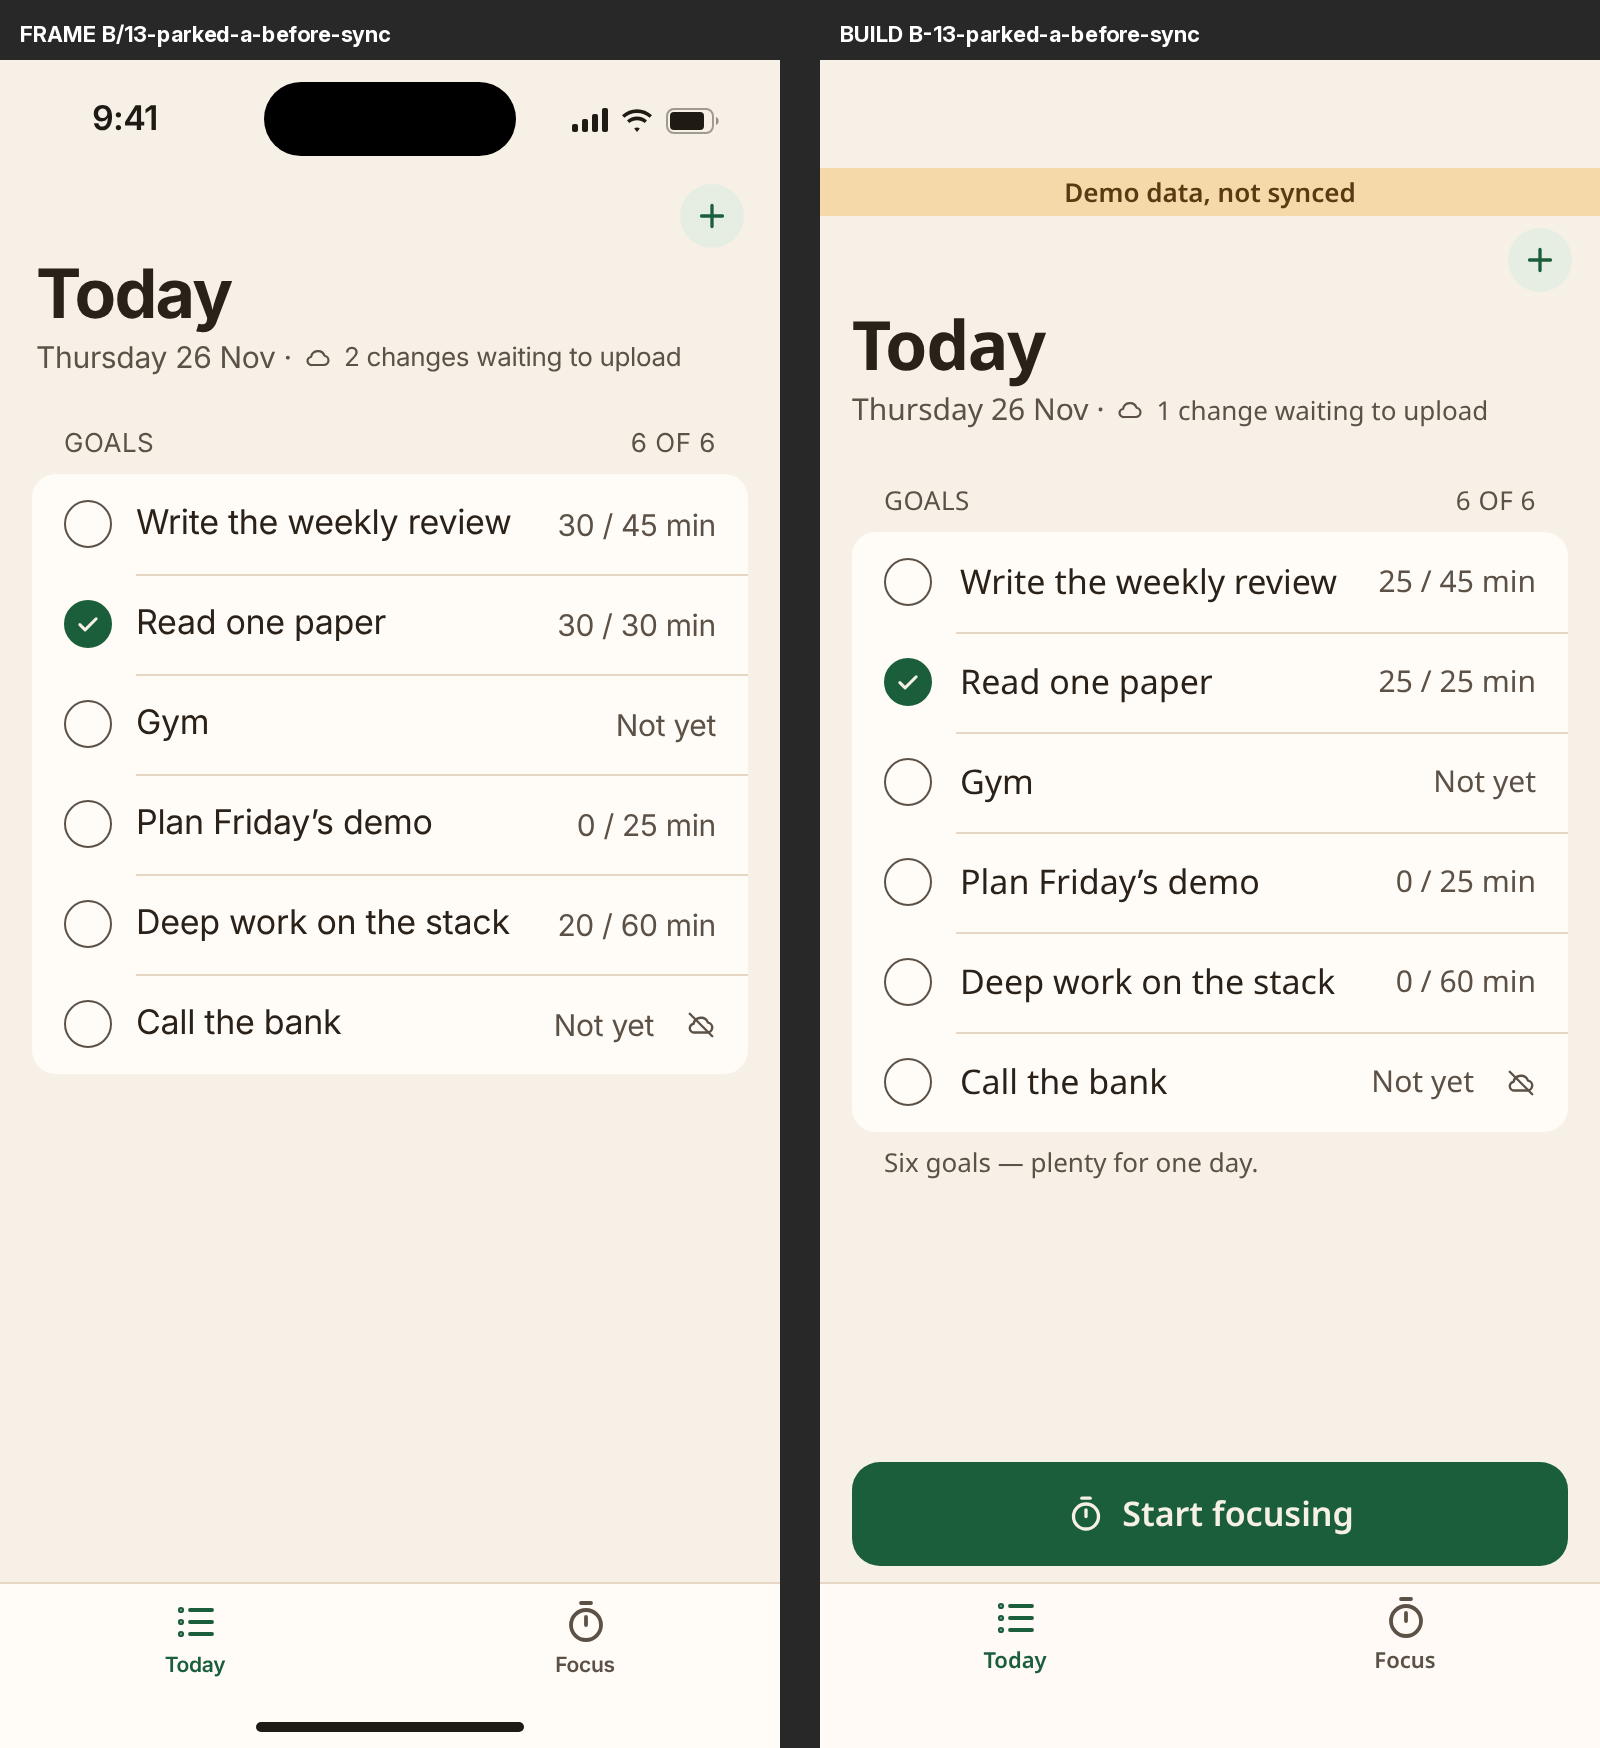 FRAME B/13-parked-a-before-sync
9:41
Today
Thursday 26 Nov · 2 changes waiting to upload
GOALS 6 OF 6
Write the weekly review 30 / 45 min
Read one paper 30 / 30 min
Gym Not yet
Plan Friday’s demo 0 / 25 min
Deep work on the stack 20 / 60 min
Call the bank Not yet
Today Focus
BUILD B-13-parked-a-before-sync
Demo data, not synced
Today
Thursday 26 Nov · 1 change waiting to upload
GOALS 6 OF 6
Write the weekly review 25 / 45 min
Read one paper 25 / 25 min
Gym Not yet
Plan Friday’s demo 0 / 25 min
Deep work on the stack 0 / 60 min
Call the bank Not yet
Six goals — plenty for one day.
Start focusing
Today Focus